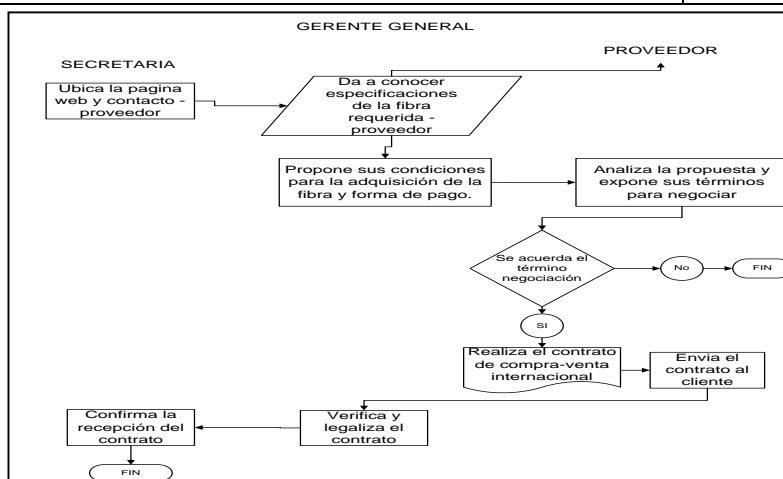 GERENTE GENERAL
SECRETARIA
PROVEEDOR
Ubica la pagina
web y contacto -
proveedor
Da a conocer
especificaciones
de la fibra
requerida -
proveedor
Propone sus condiciones
para la adquisición de la
fibra y forma de pago.
Analiza la propuesta y
expone sus términos
para negociar
Se acuerda el
término
negociación
No
FIN
SI
Realiza el contrato
de compra-venta
internacional
Envia el
contrato al
cliente
Verifica y
legaliza el
contrato
Confirma la
recepción del
contrato
FIN